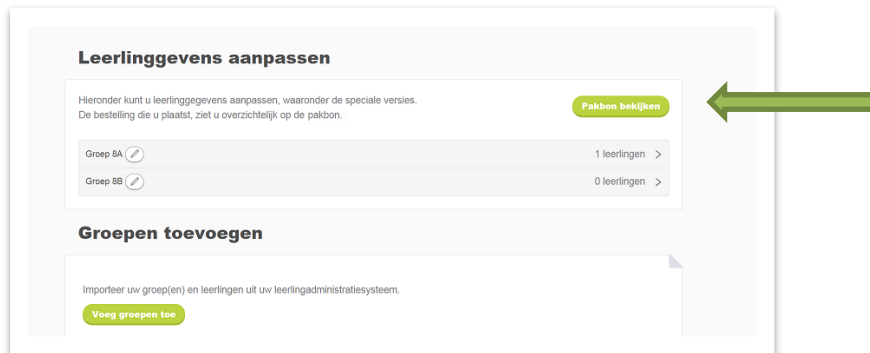 Leerlinggevens aanpassen
Hieronder kunt u leerlinggegevens aanpassen, waaronder de speciale versies.
De bestelling die u plaatst, ziet u overzichtelijk op de pakbon.
Pakbon bekijken
Groep 8A
1 leerlingen
Groep 8B
0 leerlingen
Groepen toevoegen
Importeer uw groep(en) en leerlingen uit uw leerlingadministratiesysteem.
Voeg groepen toe